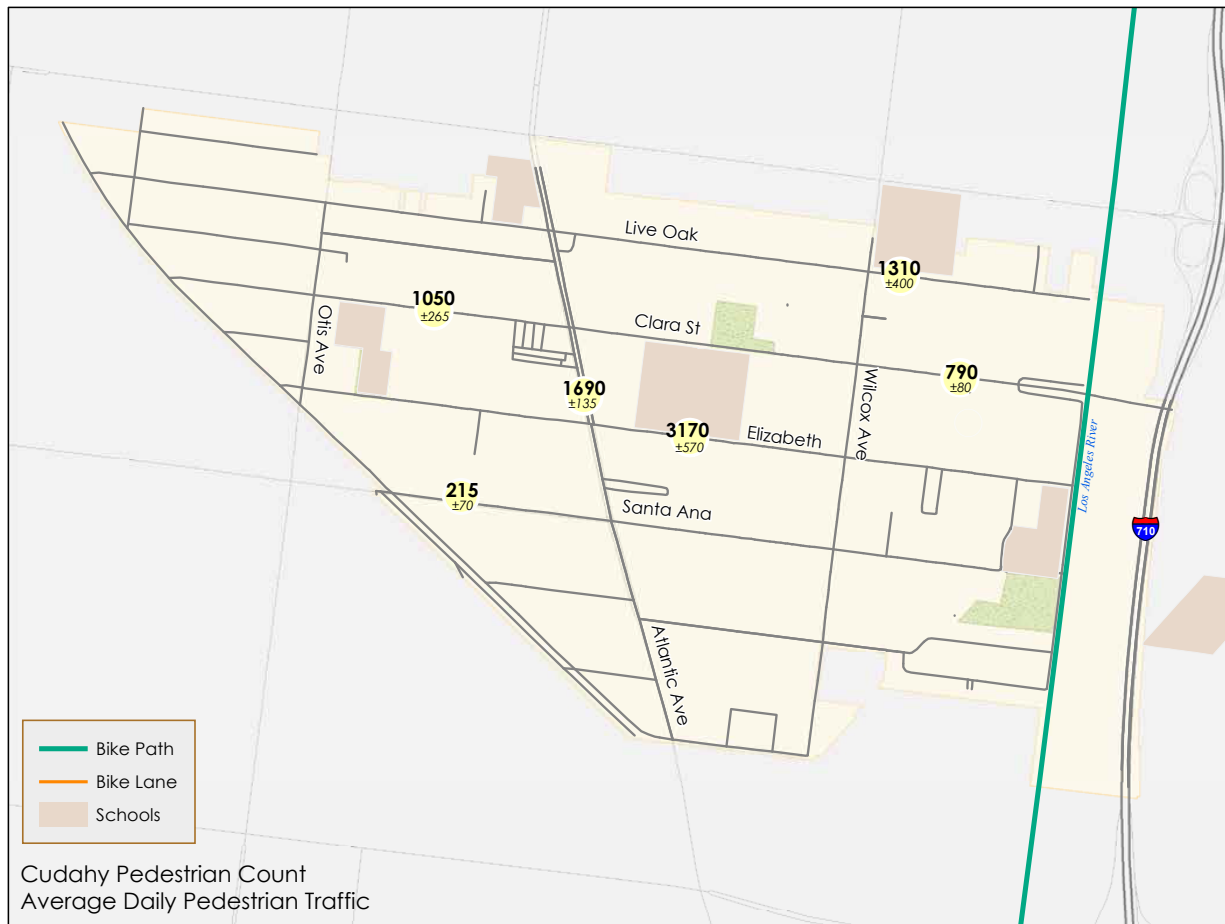 Live Oak
1310
±400
1050
±265
Otis Ave
Clara St
790
±80
Wilcox Ave
1690
±135
3170
±570
Elizabeth
Los Angeles River
215
±70
Santa Ana
710
Atlantic Ave
Bike Path
Bike Lane
Schools
Cudahy Pedestrian Count
Average Daily Pedestrian Traffic